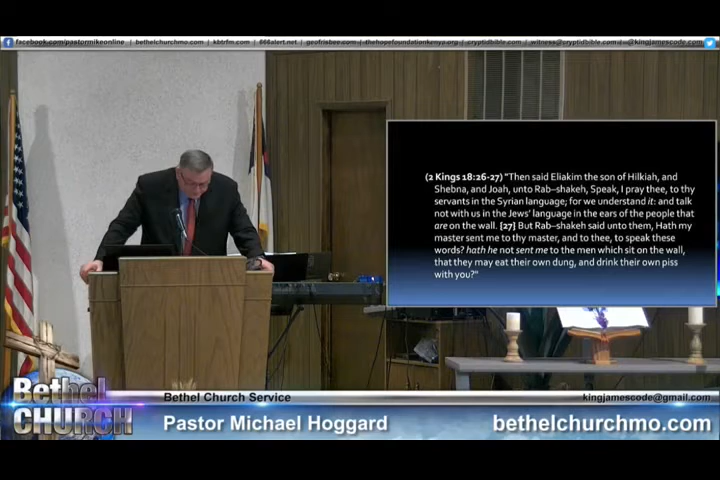 facebook.com/pastormikeonline | bethelchurchmo.com | kbtrfm.com | 666alert.net | geofrisbee.com | thehopefoundationkenya.org | crypticbible.com | witness@crypticbible.com | @kingjamescode.com
(2 Kings 18:26-27) "Then said Eliakim the son of Hilkiah, and
Shebna, and Joah, unto Rab–shakeh, Speak, I pray thee, to thy
servants in the Syrian language; for we understand it: and talk
not with us in the Jews' language in the ears of the people that
are on the wall. [27] But Rab–shakeh said unto them, Hath my
master sent me to thy master, and to thee, to speak these
words? hath he not sent me to the men which sit on the wall,
that they may eat their own dung, and drink their own piss
with you?"
Bethel
CHURCH
Bethel Church Service
kingjamescode@gmail.com
Pastor Michael Hoggard
bethelchurchmo.com